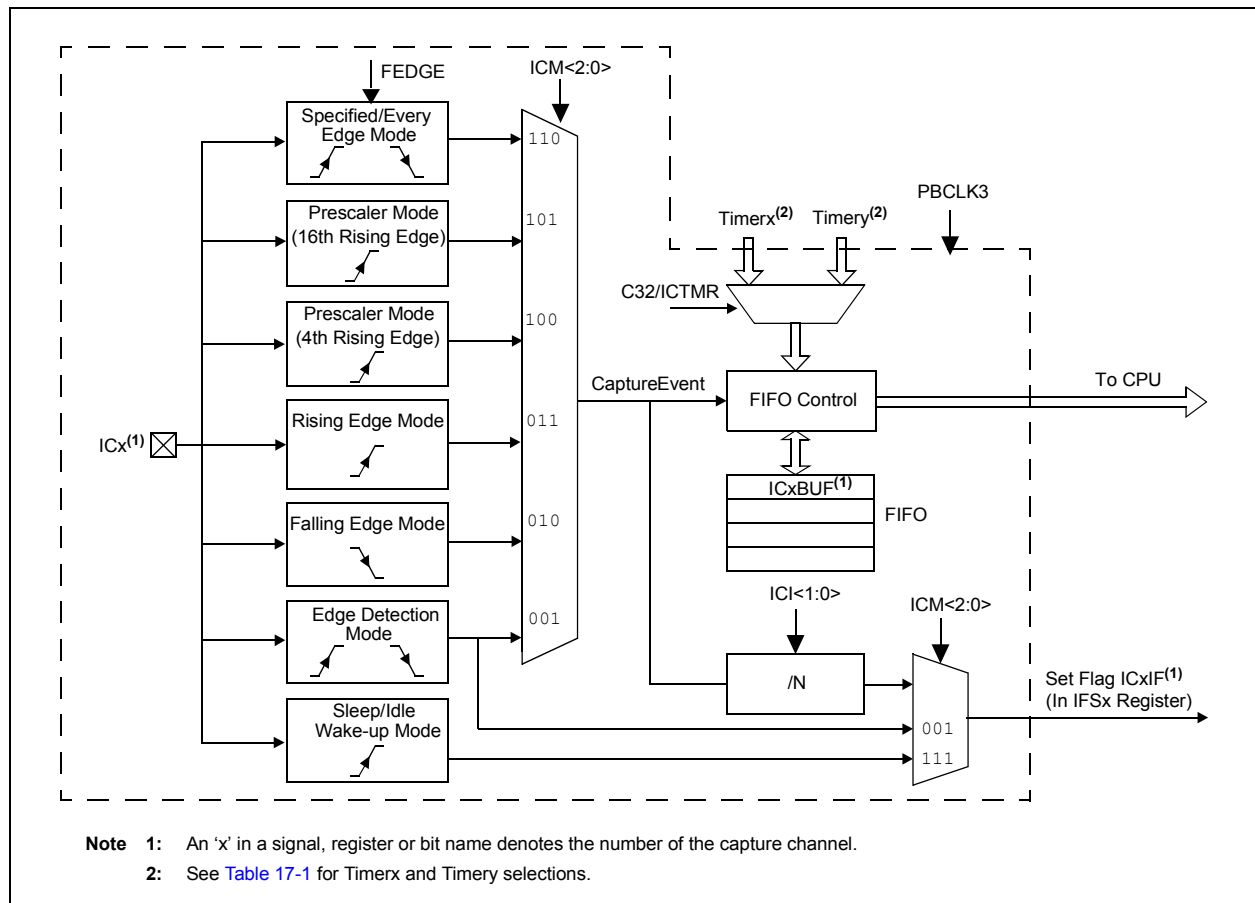 FEDGE
ICM<2:0>
Specified/Every
Edge Mode
110
PBCLK3
Prescaler Mode
(16th Rising Edge)
101
Timerx(2)
Timery(2)
C32/ICTMR
Prescaler Mode
(4th Rising Edge)
100
CaptureEvent
FIFO Control
To CPU
ICx(1)
Rising Edge Mode
011
ICxBUF(1)
FIFO
Falling Edge Mode
010
ICI<1:0>
ICM<2:0>
Edge Detection
Mode
001
/N
Set Flag ICxIF(1)
(In IFSx Register)
Sleep/Idle
Wake-up Mode
001
111
Note 1: An ‘x’ in a signal, register or bit name denotes the number of the capture channel.
2: See Table 17-1 for Timerx and Timery selections.